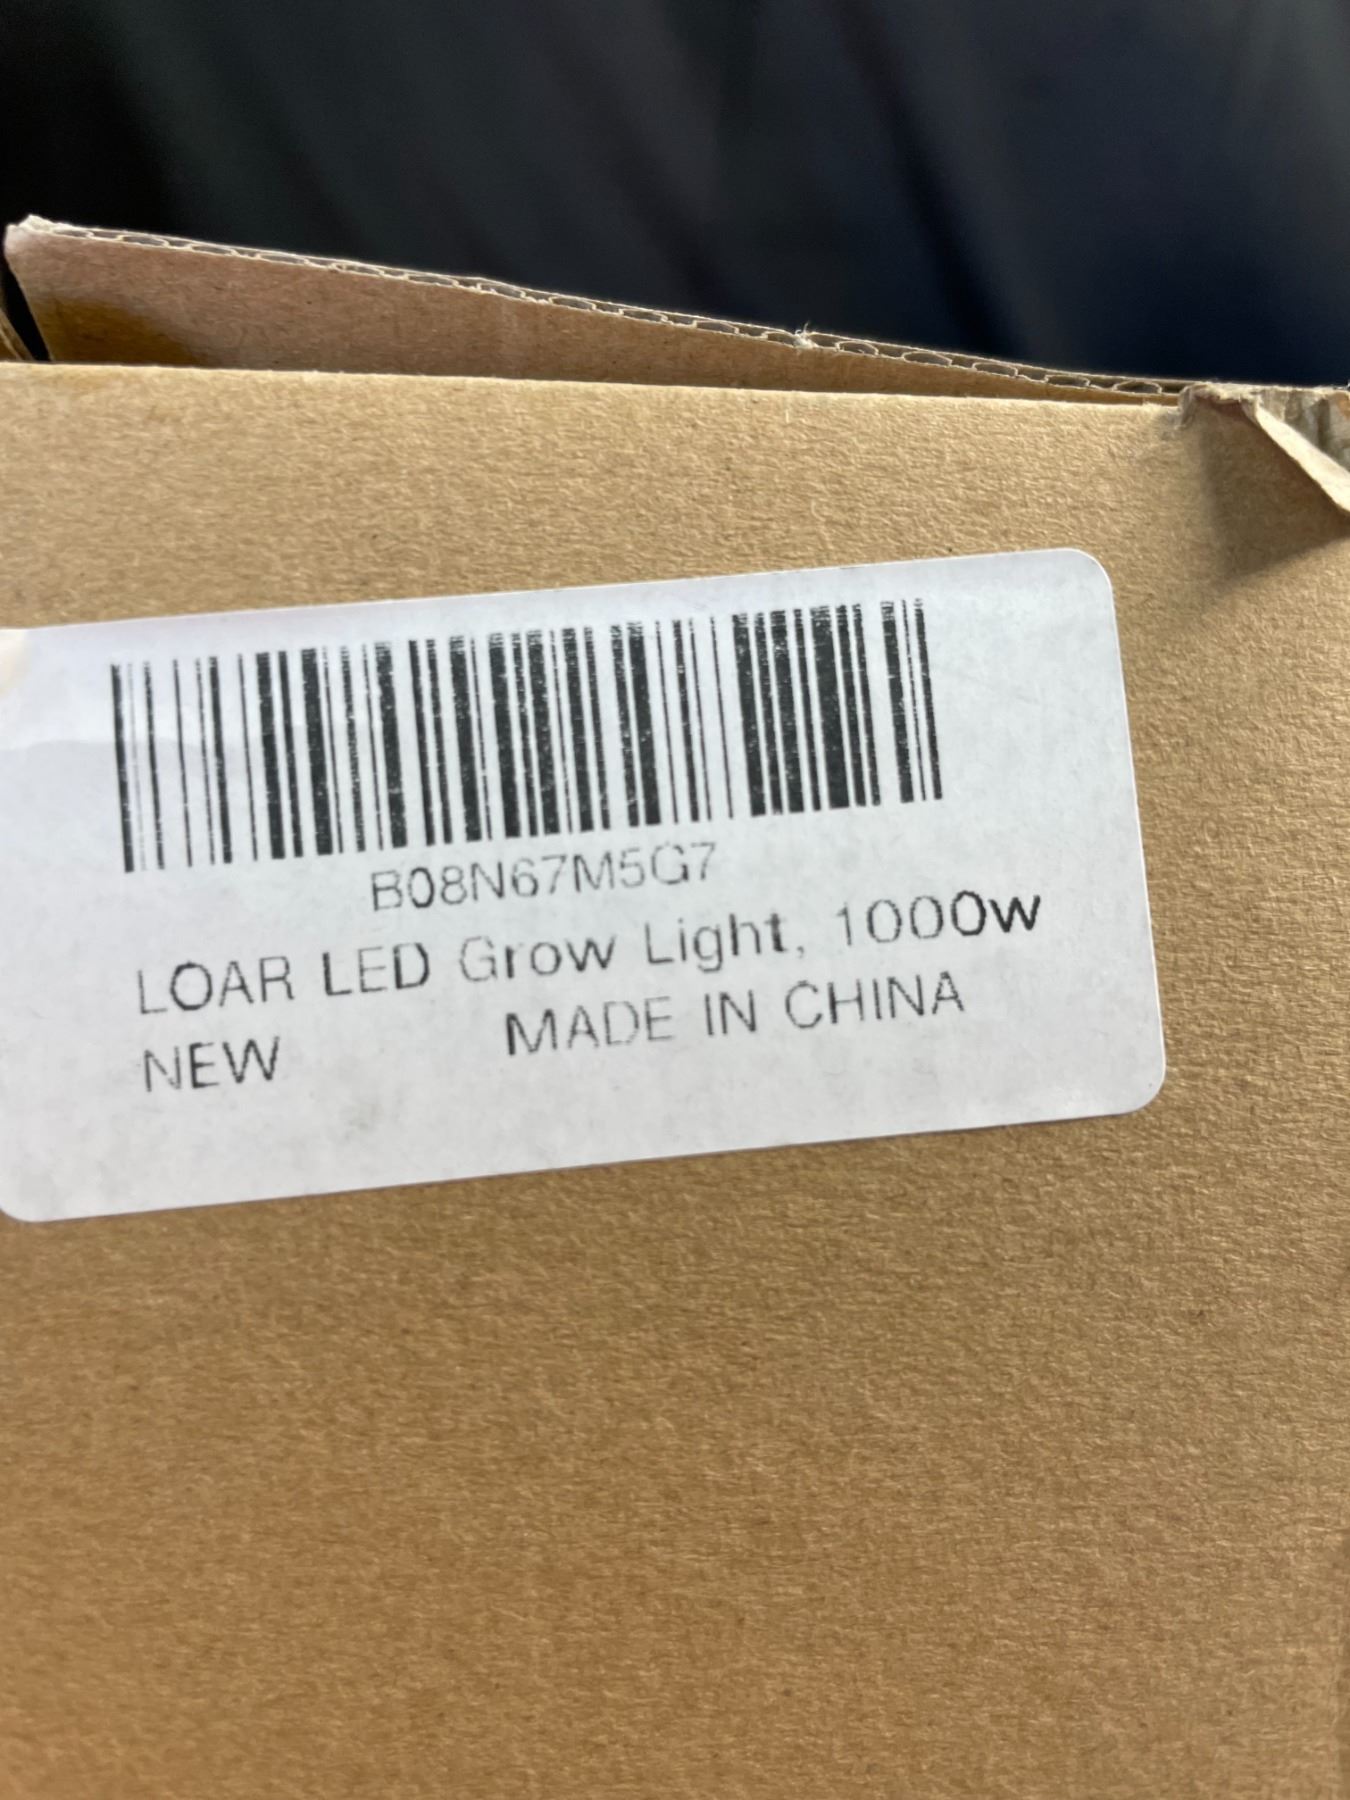 B08N67M5G7
LOAR LED Grow Light, 1000w
NEW MADE IN CHINA